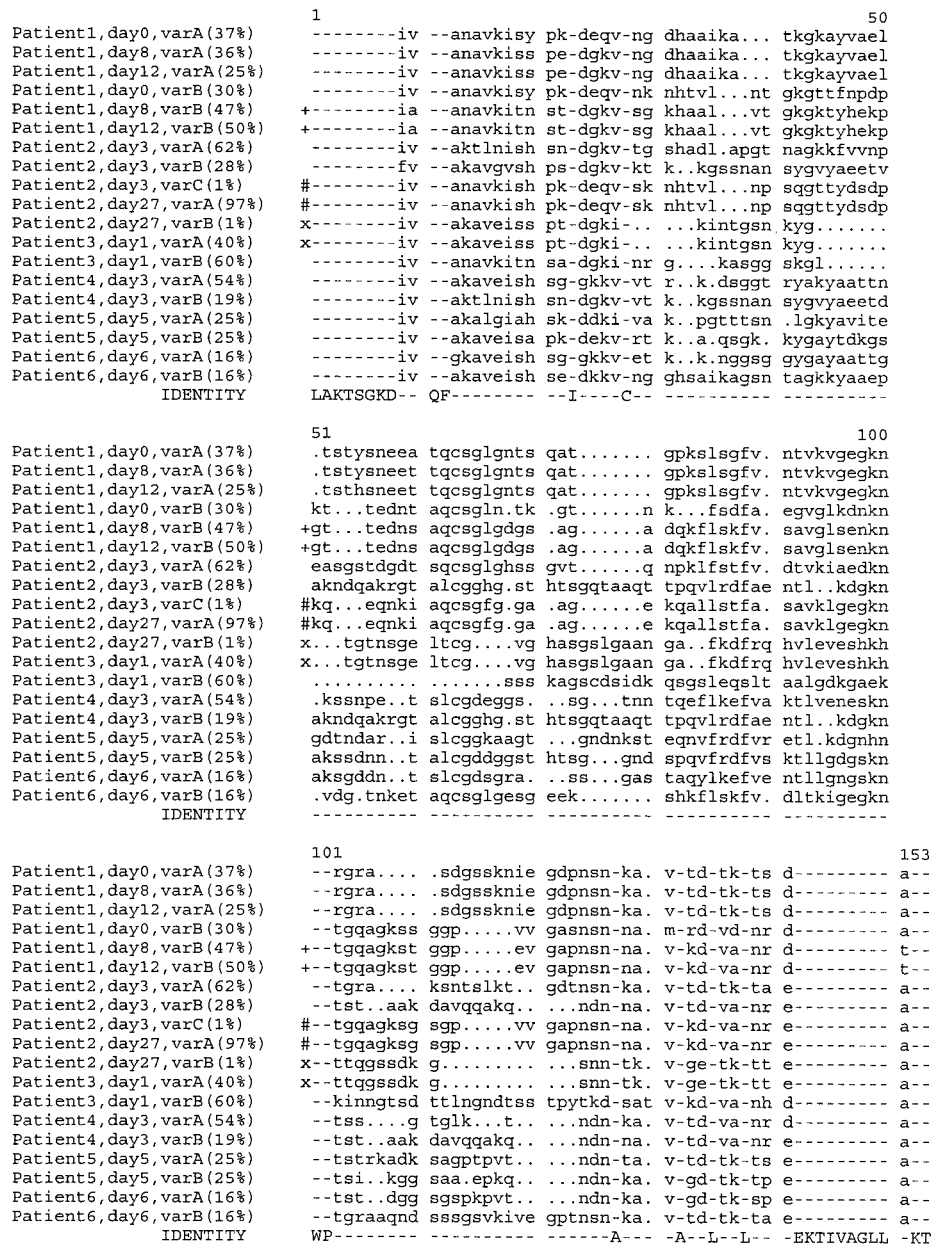 1 50
Patient1,day0,varA(37%) --------iv --anavkisy pk-deqv-ng dhaaika... tkgkayvael
Patient1,day8,varA(36%) --------iv --anavkiss pe-dgkv-ng dhaaika... tkgkayvael
Patient1,day12,varA(25%) --------iv --anavkiss pe-dgkv-ng dhaaika... tkgkayvael
Patient1,day0,varB(30%) --------iv --anavkisy pk-deqv-nk nhtvl...nt gkgttfnpdp
Patient1,day8,varB(47%) +--------ia --anavkitn st-dgkv-sg khaal...vt gkgktyhekp
Patient1,day12,varB(50%) +--------ia --anavkitn st-dgkv-sg khaal...vt gkgktyhekp
Patient2,day3,varA(62%) --------iv --aktlnish sn-dgkv-tg shadl.apgt nagkkfvvnp
Patient2,day3,varB(28%) --------fv --akavgvsh ps-dgkv-kt k..kgssnan sygvyaeetv
Patient2,day3,varC(1%) #--------iv --anavkish pk-deqv-sk nhtvl...np sqgttydsdp
Patient2,day27,varA(97%) #--------iv --anavkish pk-deqv-sk nhtvl...np sqgttydsdp
Patient2,day27,varB(1%) x--------iv --akaveiss pt-dgki-.. ..kintgsn kyg.......
Patient3,day1,varA(40%) x--------iv --akaveiss pt-dgki-.. ..kintgsn kyg.......
Patient3,day1,varB(60%) --------iv --anavkitn sa-dgki-nr g....kasgg skgl......
Patient4,day3,varA(54%) --------iv --akaveish sg-gkkv-vt r..k.dsggt ryakyaattn
Patient4,day3,varB(19%) --------iv --aktlnish sn-dgkv-tk k..kgssnan sygvyaeetd
Patient5,day5,varA(25%) --------iv --akalgiah sk-ddki-va k..pgtttsn .lgkyavite
Patient5,day5,varB(25%) --------iv --akaveisa pk-dekv-rt k..a.qsgk. kygaytdkgs
Patient6,day6,varA(16%) --------iv --gkaveish sg-gkkv-et k..k.nggsg gygayaattg
Patient6,day6,varB(16%) --------iv --akaveish se-dkkv-ng ghsaikagsn tagkkyaaep
IDENTITY LAKTSGKD-- QF-------- --I----C-- ---------- ----------
51 100
Patient1,day0,varA(37%) .tstysneea tqcsglgnts qat....... gpkslsgfv. ntvkvgegkn
Patient1,day8,varA(36%) .tstysneet tqcsglgnts qat....... gpkslsgfv. ntvkvgegkn
Patient1,day12,varA(25%) .tsthsneet tqcsglgnts qat....... gpkslsgfv. ntvkvgegkn
Patient1,day0,varB(30%) kt...tednt aqcsgln.tk .gt......n k...fsdfa. egvglkdnkn
Patient1,day8,varB(47%) +gt...tedns aqcsglgdgs .ag......a dqkflskfv. savglsenkn
Patient1,day12,varB(50%) +gt...tedns aqcsglgdgs .ag......a dqkflskfv. savglsenkn
Patient2,day3,varA(62%) easgstdgdt sqcsglghss gvt......q npklfstfv. dtvkiaedkn
Patient2,day3,varB(28%) akndqakrgt alcgghg.st htsgqtaaqt tpqvlrdfae ntl..kdgkn
Patient2,day3,varC(1%) #kq...eqnki aqcsgfg.ga .ag......e kqallstfa. savklgegkn
Patient2,day27,varA(97%) #kq...eqnki aqcsgfg.ga .ag......e kqallstfa. savklgegkn
Patient2,day27,varB(1%) x..tgtnsge ltcg....vg hasgslgaan ga..fkdfrq hvleveshkh
Patient3,day1,varA(40%) x..tgtnsge ltcg....vg hasgslgaan ga..fkdfrq hvleveshkh
Patient3,day1,varB(60%) .......... .......sss kagscdsidk qsgsleqslt aalgdkgaek
Patient4,day3,varA(54%) .kssnpe..t slcgdeggs. ..sg...tnn tqeflkefva ktlveneskn
Patient4,day3,varB(19%) akndqakrgt alcgghg.st htsgqtaaqt tpqvlrdfae ntl..kdgkn
Patient5,day5,varA(25%) gdtndar..i slcggkaagt ...gndnkst eqnvfrdfvr etl.kdgnhn
Patient5,day5,varB(25%) akssdnn..t alcgddggst htsg...gnd spqvfrdfvs ktllgdgskn
Patient6,day6,varA(16%) aksgddn..t alcgdsgra. ..ss...gas taqylkefve ntllgngskn
Patient6,day6,varB(16%) .vdg.tnket aqcsglgesg eek....... shkflskfv. dltkigegkn
IDENTITY ---------- ---------- ---------- ---------- ----------
101 153
Patient1,day0,varA(37%) --rgra.... .sdgssknie gdpnsn-ka. v-td-tk-ts d--------- a--
Patient1,day8,varA(36%) --rgra.... .sdgssknie gdpnsn-ka. v-td-tk-ts d--------- a--
Patient1,day12,varA(25%) --rgra.... .sdgssknie gdpnsn-ka. v-td-tk-ts d--------- a--
Patient1,day0,varB(30%) --tgqagkss ggp.....vv gasnsn-na. m-rd-vd-nr d--------- a--
Patient1,day8,varB(47%) +--tgqagkst ggp.....ev gapnsn-na. v-kd-va-nr d--------- t--
Patient1,day12,varB(50%) +--tgqagkst ggp.....ev gapnsn-na. v-kd-va-nr d--------- t--
Patient2,day3,varA(62%) --tgra.... ksntslkt.. gdtnsn-ka. v-td-tk-ta e--------- a--
Patient2,day3,varB(28%) --tst..aak davqqakq.. ...ndn-na. v-td-va-nr e--------- a--
Patient2,day3,varC(1%) #--tgqagksg sgp.....vv gapnsn-na. v-kd-va-nr e--------- a--
Patient2,day27,varA(97%) #--tgqagksg sgp.....vv gapnsn-na. v-kd-va-nr e--------- a--
Patient2,day27,varB(1%) x--ttqgssdk g......... ...snn-tk. v-ge-tk-tt e--------- a--
Patient3,day1,varA(40%) x--ttqgssdk g......... ...snn-tk. v-ge-tk-tt e--------- a--
Patient3,day1,varB(60%) --kinngtsd ttlngndtss tpytkd-sat v-kd-va-nh d--------- a--
Patient4,day3,varA(54%) --tss....g tglk...t.. ...ndn-ka. v-td-va-nr d--------- a--
Patient4,day3,varB(19%) --tst..aak davqqakq.. ...ndn-na. v-td-va-nr e--------- a--
Patient5,day5,varA(25%) --tstrkadk sagptpvt.. ...ndn-ta. v-td-tk-ts e--------- a--
Patient5,day5,varB(25%) --tsi..kgg saa.epkq.. ...ndn-ka. v-gd-tk-tp e--------- a--
Patient6,day6,varA(16%) --tst..dgg sgspkpvt.. ...ndn-ka. v-gd-tk-sp e--------- a--
Patient6,day6,varB(16%) --tgraaqnd sssgsvkive gptnsn-ka. v-td-tk-ta e--------- a--
IDENTITY WP-------- ---------- ------A--- -A--L--L-- -EKTIVAGLL -KT